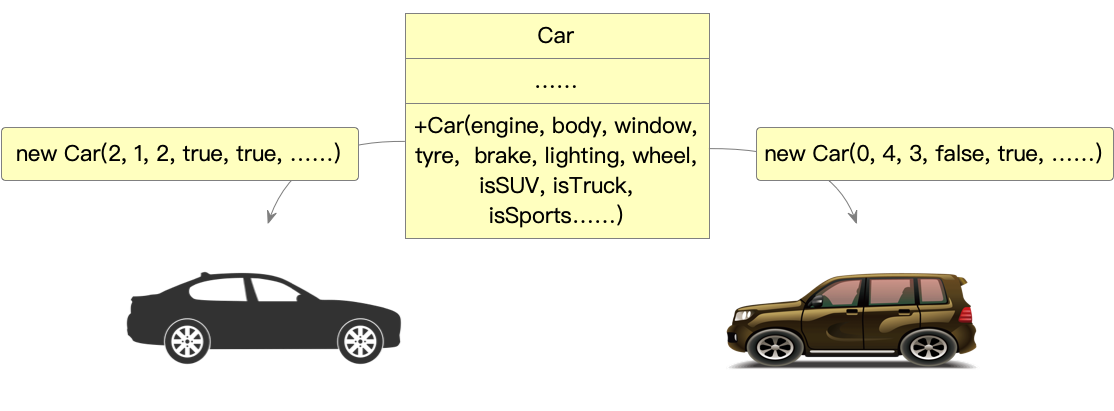 Car
……
+Car(engine, body, window,
tyre,  brake, lighting, wheel,
isSUV, isTruck,
isSports……)
new Car(2, 1, 2, true, true, ……)
new Car(0, 4, 3, false, true, ……)